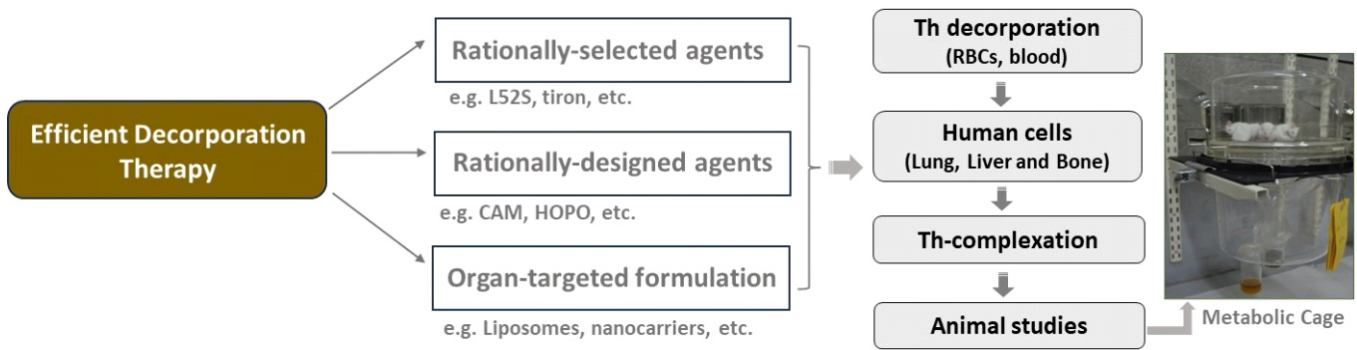 Efficient Decorporation
Therapy
Rationally-selected agents
e.g. L52S, tiron, etc.
Rationally-designed agents
e.g. CAM, HOPO, etc.
Organ-targeted formulation
e.g. Liposomes, nanocarriers, etc.
Th decorporation
(RBCs, blood)
Human cells
(Lung, Liver and Bone)
Th-complexation
Animal studies
Metabolic Cage